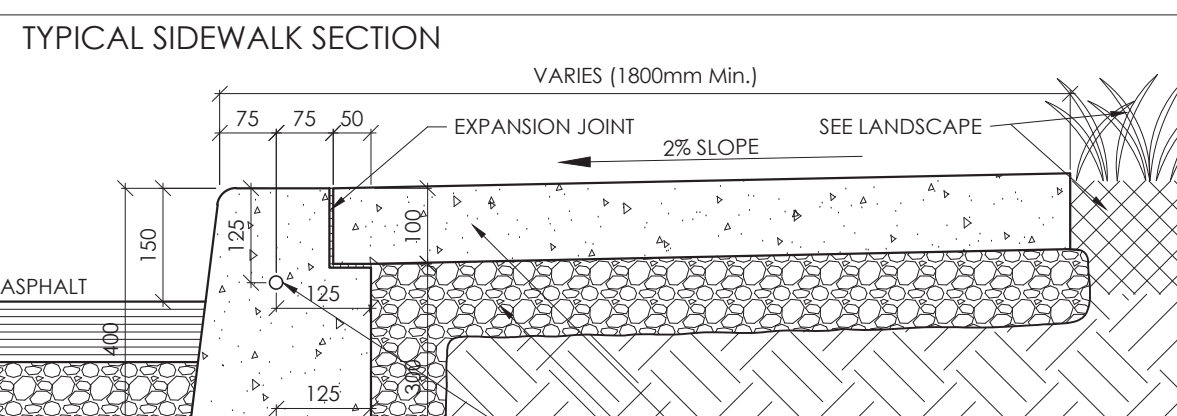 TYPICAL SIDEWALK SECTION
VARIES (1800mm Min.)
75 75 50
EXPANSION JOINT
SEE LANDSCAPE
2% SLOPE
150
125
100
ASPHALT
125
400
300
125